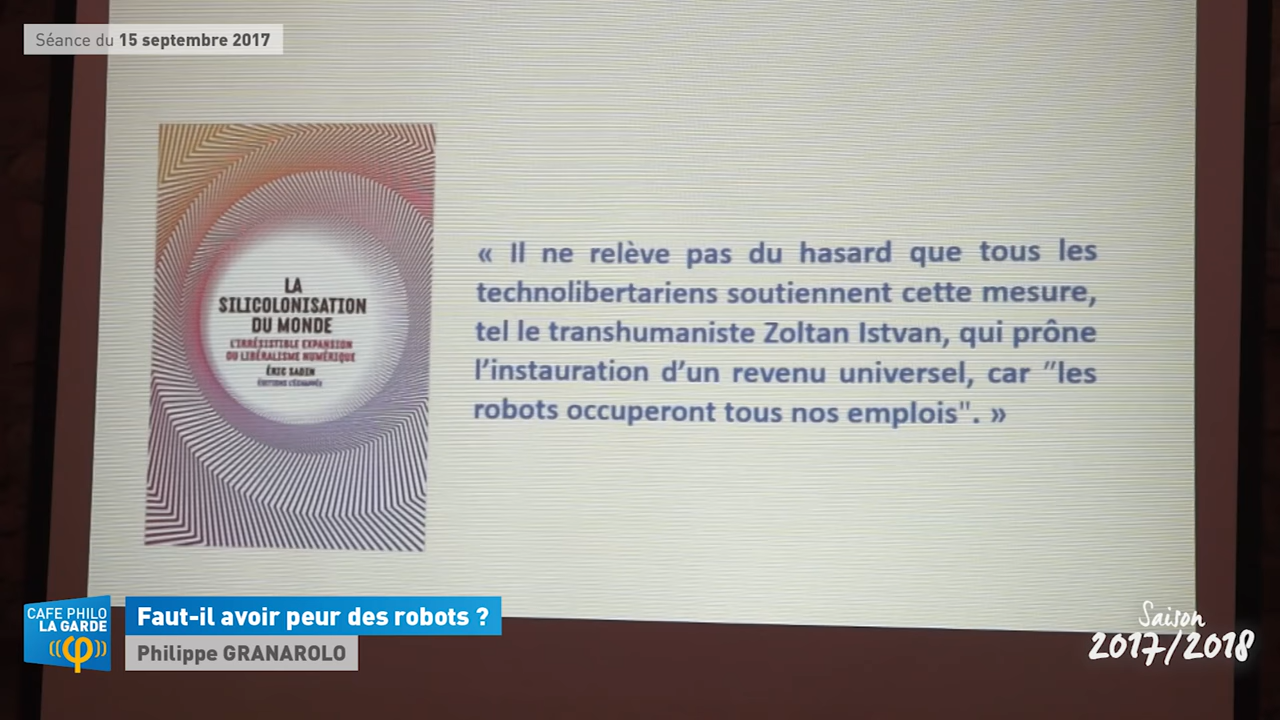 Séance du 15 septembre 2017
LA
SILICOLONISATION
DU MONDE
L'IRRÉSISTIBLE EXPANSION
DU LIBÉRALISME NUMÉRIQUE
ÉRIC SADIN
ÉDITIONS L'ÉCHAPPÉE
« Il ne relève pas du hasard que tous les
technolibertariens soutiennent cette mesure,
tel le transhumaniste Zoltan Istvan, qui prône
l'instauration d'un revenu universel, car "les
robots occuperont tous nos emplois". »
CAFE PHILO
LA GARDE
Faut-il avoir peur des robots ?
Philippe GRANAROLO
Saison
2017/2018